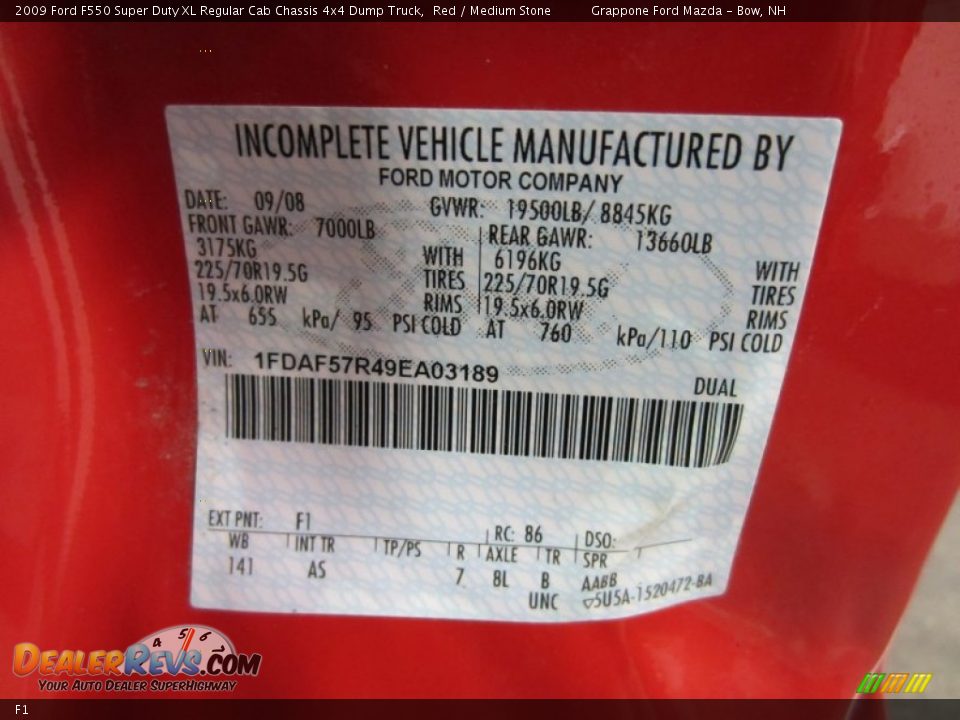 2009 Ford F550 Super Duty XL Regular Cab Chassis 4x4 Dump Truck, Red / Medium Stone Grappone Ford Mazda - Bow, NH
INCOMPLETE VEHICLE MANUFACTURED BY
FORD MOTOR COMPANY
DATE: 09/08 GVWR: 19500LB/ 8845KG
FRONT GAWR: 7000LB REAR GAWR: 13660LB
3175KG WITH 6196KG WITH
225/70R19.5G TIRES 225/70R19.5G TIRES
19.5x6.0RW RIMS 19.5x6.0RW RIMS
AT 655 kPa/ 95 PSI COLD AT 760 kPa/110 PSI COLD
VIN: 1FDAF57R49EA03189
DUAL
EXT PNT: F1 RC: 86 DSO:
WB INT TR TP/PS R AXLE TR SPR
141 AS 7 8L B AABB
UNC ▽5U5A-1520472-BA
4 5 6
DEALERREVS.COM
YOUR AUTO DEALER SUPERHIGHWAY
F1